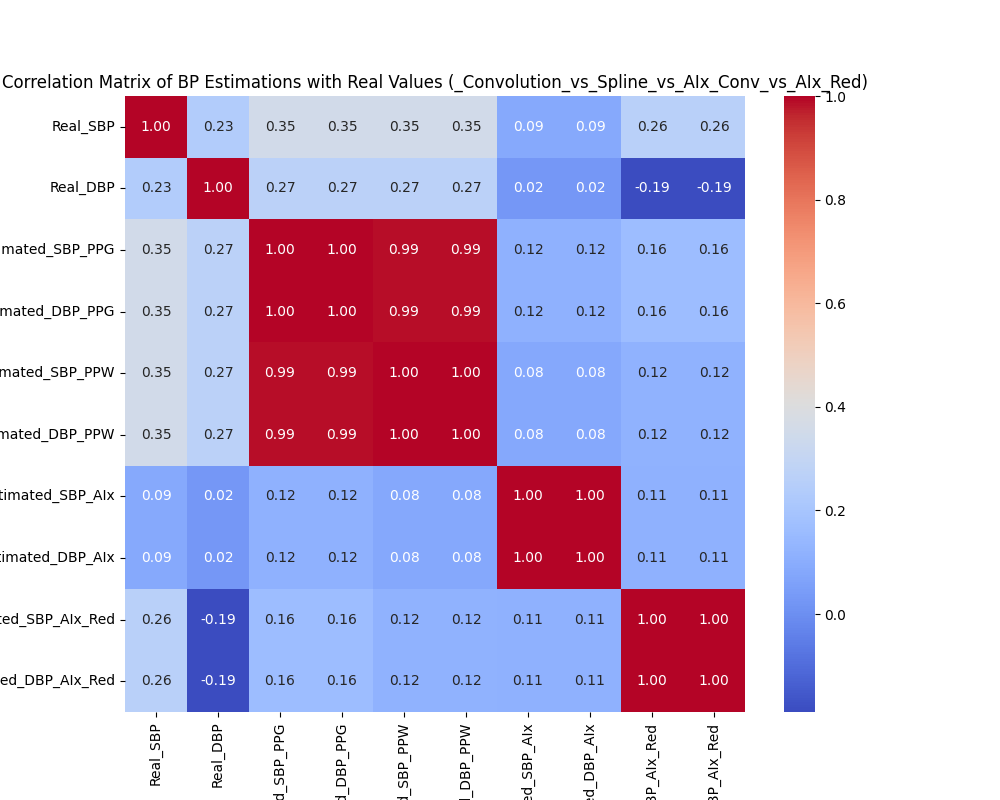 Correlation Matrix of BP Estimations with Real Values (_Convolution_vs_Spline_vs_AIx_Conv_vs_AIx_Red)
Real_SBP 1.00 0.23 0.35 0.35 0.35 0.35 0.09 0.09 0.26 0.26
Real_DBP 0.23 1.00 0.27 0.27 0.27 0.27 0.02 0.02 -0.19 -0.19
mated_SBP_PPG 0.35 0.27 1.00 1.00 0.99 0.99 0.12 0.12 0.16 0.16
mated_DBP_PPG 0.35 0.27 1.00 1.00 0.99 0.99 0.12 0.12 0.16 0.16
mated_SBP_PPW 0.35 0.27 0.99 0.99 1.00 1.00 0.08 0.08 0.12 0.12
mated_DBP_PPW 0.35 0.27 0.99 0.99 1.00 1.00 0.08 0.08 0.12 0.12
timated_SBP_AIx 0.09 0.02 0.12 0.12 0.08 0.08 1.00 1.00 0.11 0.11
timated_DBP_AIx 0.09 0.02 0.12 0.12 0.08 0.08 1.00 1.00 0.11 0.11
ted_SBP_AIx_Red 0.26 -0.19 0.16 0.16 0.12 0.12 0.11 0.11 1.00 1.00
ed_DBP_AIx_Red 0.26 -0.19 0.16 0.16 0.12 0.12 0.11 0.11 1.00 1.00
Real_SBP
Real_DBP
d_SBP_PPG
d_DBP_PPG
d_SBP_PPW
d_DBP_PPW
ed_SBP_AIx
ed_DBP_AIx
BP_AIx_Red
BP_AIx_Red
1.0
0.8
0.6
0.4
0.2
0.0